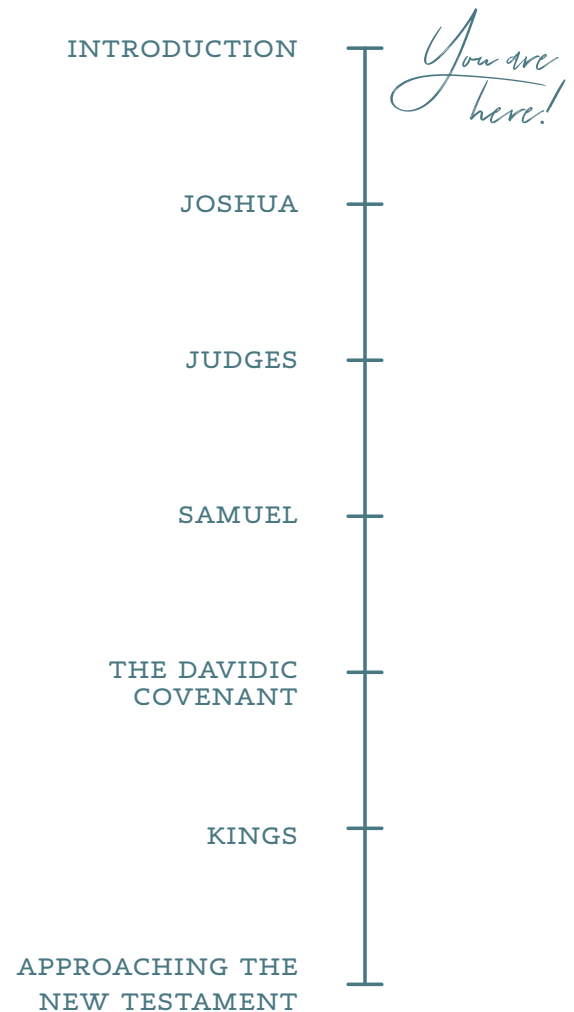 INTRODUCTION
You are
here!
JOSHUA
JUDGES
SAMUEL
THE DAVIDIC
COVENANT
KINGS
APPROACHING THE
NEW TESTAMENT